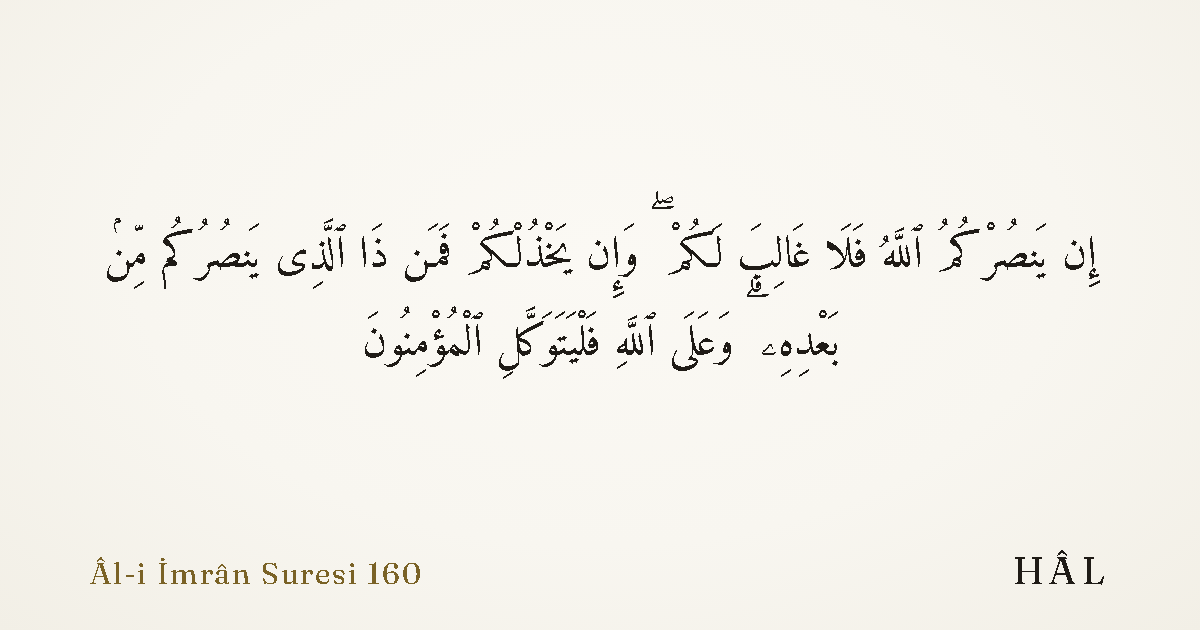 إِن يَنصُرْكُمُ ٱللَّهُ فَلَا غَالِبَ لَكُمْ ۖ وَإِن يَخْذُلْكُمْ فَمَن ذَا ٱلَّذِى يَنصُرُكُم مِّنۢ
بَعْدِهِۦ ۗ وَعَلَى ٱللَّهِ فَلْيَتَوَكَّلِ ٱلْمُؤْمِنُونَ
Âl-i İmrân Suresi 160
HÂL